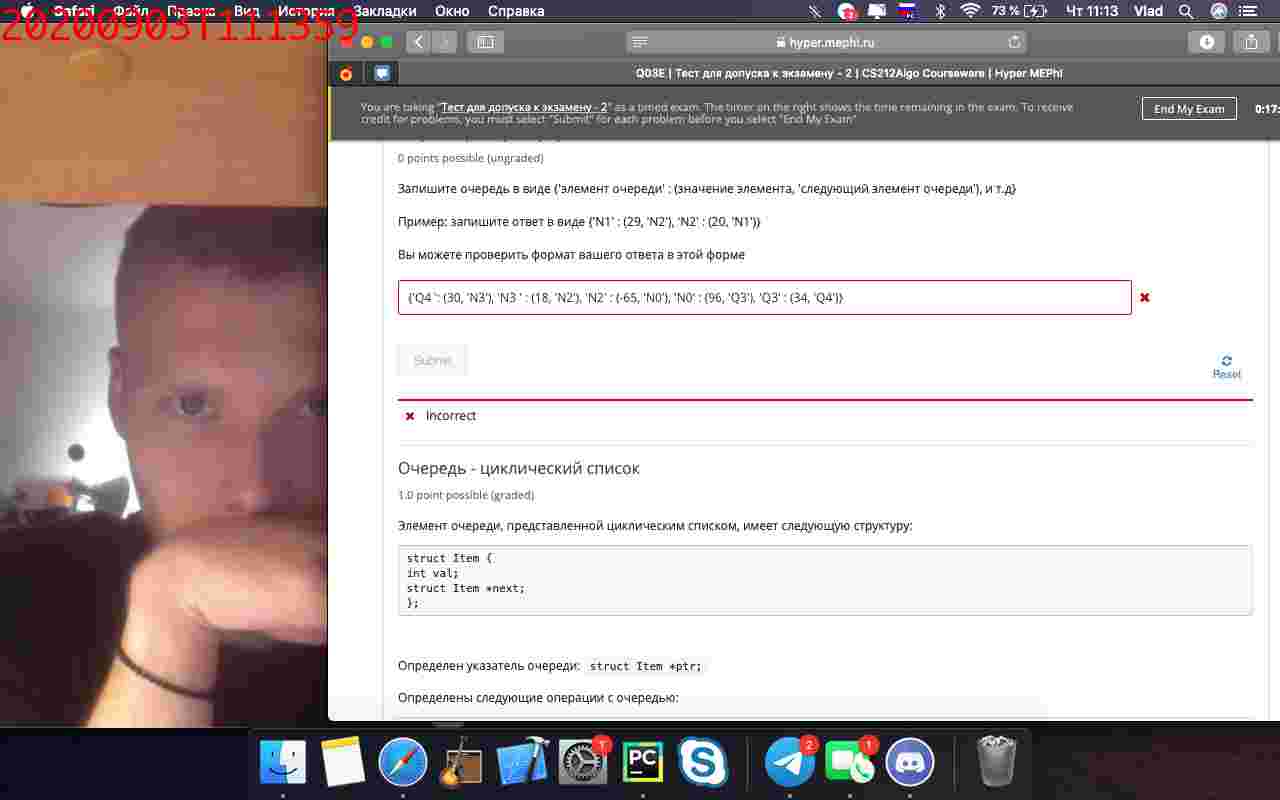 Safari Файл Правка Вид История Закладки Окно Справка 73 % Чт 11:13 Vlad
20200903T111359
hyper.mephi.ru
Q03E | Тест для допуска к экзамену - 2 | CS212Algo Courseware | Hyper MEPhI
You are taking "Тест для допуска к экзамену - 2" as a timed exam. The timer on the right shows the time remaining in the exam. To receive
credit for problems, you must select "Submit" for each problem before you select "End My Exam"
End My Exam
0:17:
0 points possible (ungraded)
Запишите очередь в виде {'элемент очереди' : (значение элемента, 'следующий элемент очереди'), и т.д}
Пример: запишите ответ в виде {'N1' : (29, 'N2'), 'N2' : (20, 'N1')}
Вы можете проверить формат вашего ответа в этой форме
{'Q4 ': (30, 'N3'), 'N3 ' : (18, 'N2'), 'N2' : (-65, 'N0'), 'N0' : (96, 'Q3'), 'Q3' : (34, 'Q4')}
Submit
Reset
Incorrect
Очередь - циклический список
1.0 point possible (graded)
Элемент очереди, представленной циклическим списком, имеет следующую структуру:
struct Item {
int val;
struct Item *next;
};
Определен указатель очереди: struct Item *ptr;
Определены следующие операции с очередью:
PC
2
1